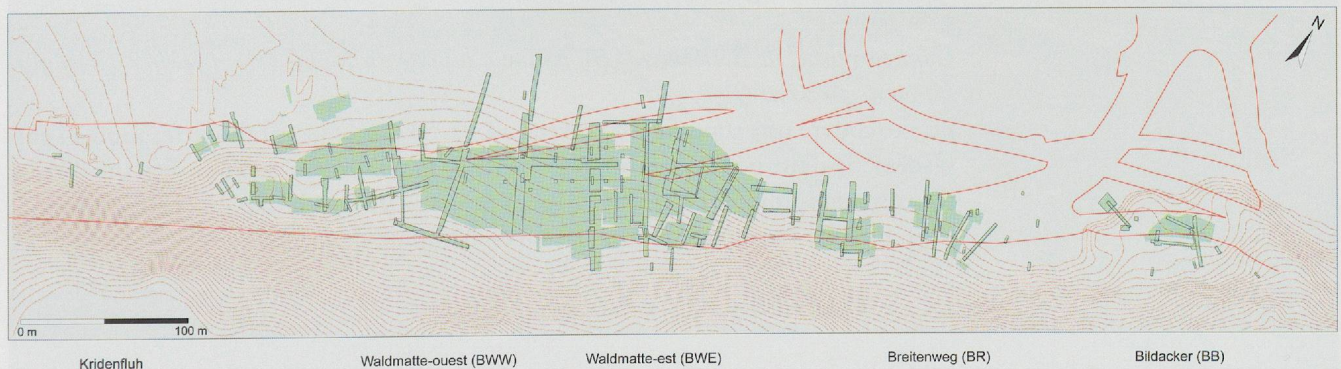 N
0 m 100 m
Kridenfluh Waldmatte-ouest (BWW) Waldmatte-est (BWE) Breitenweg (BR) Bildacker (BB)